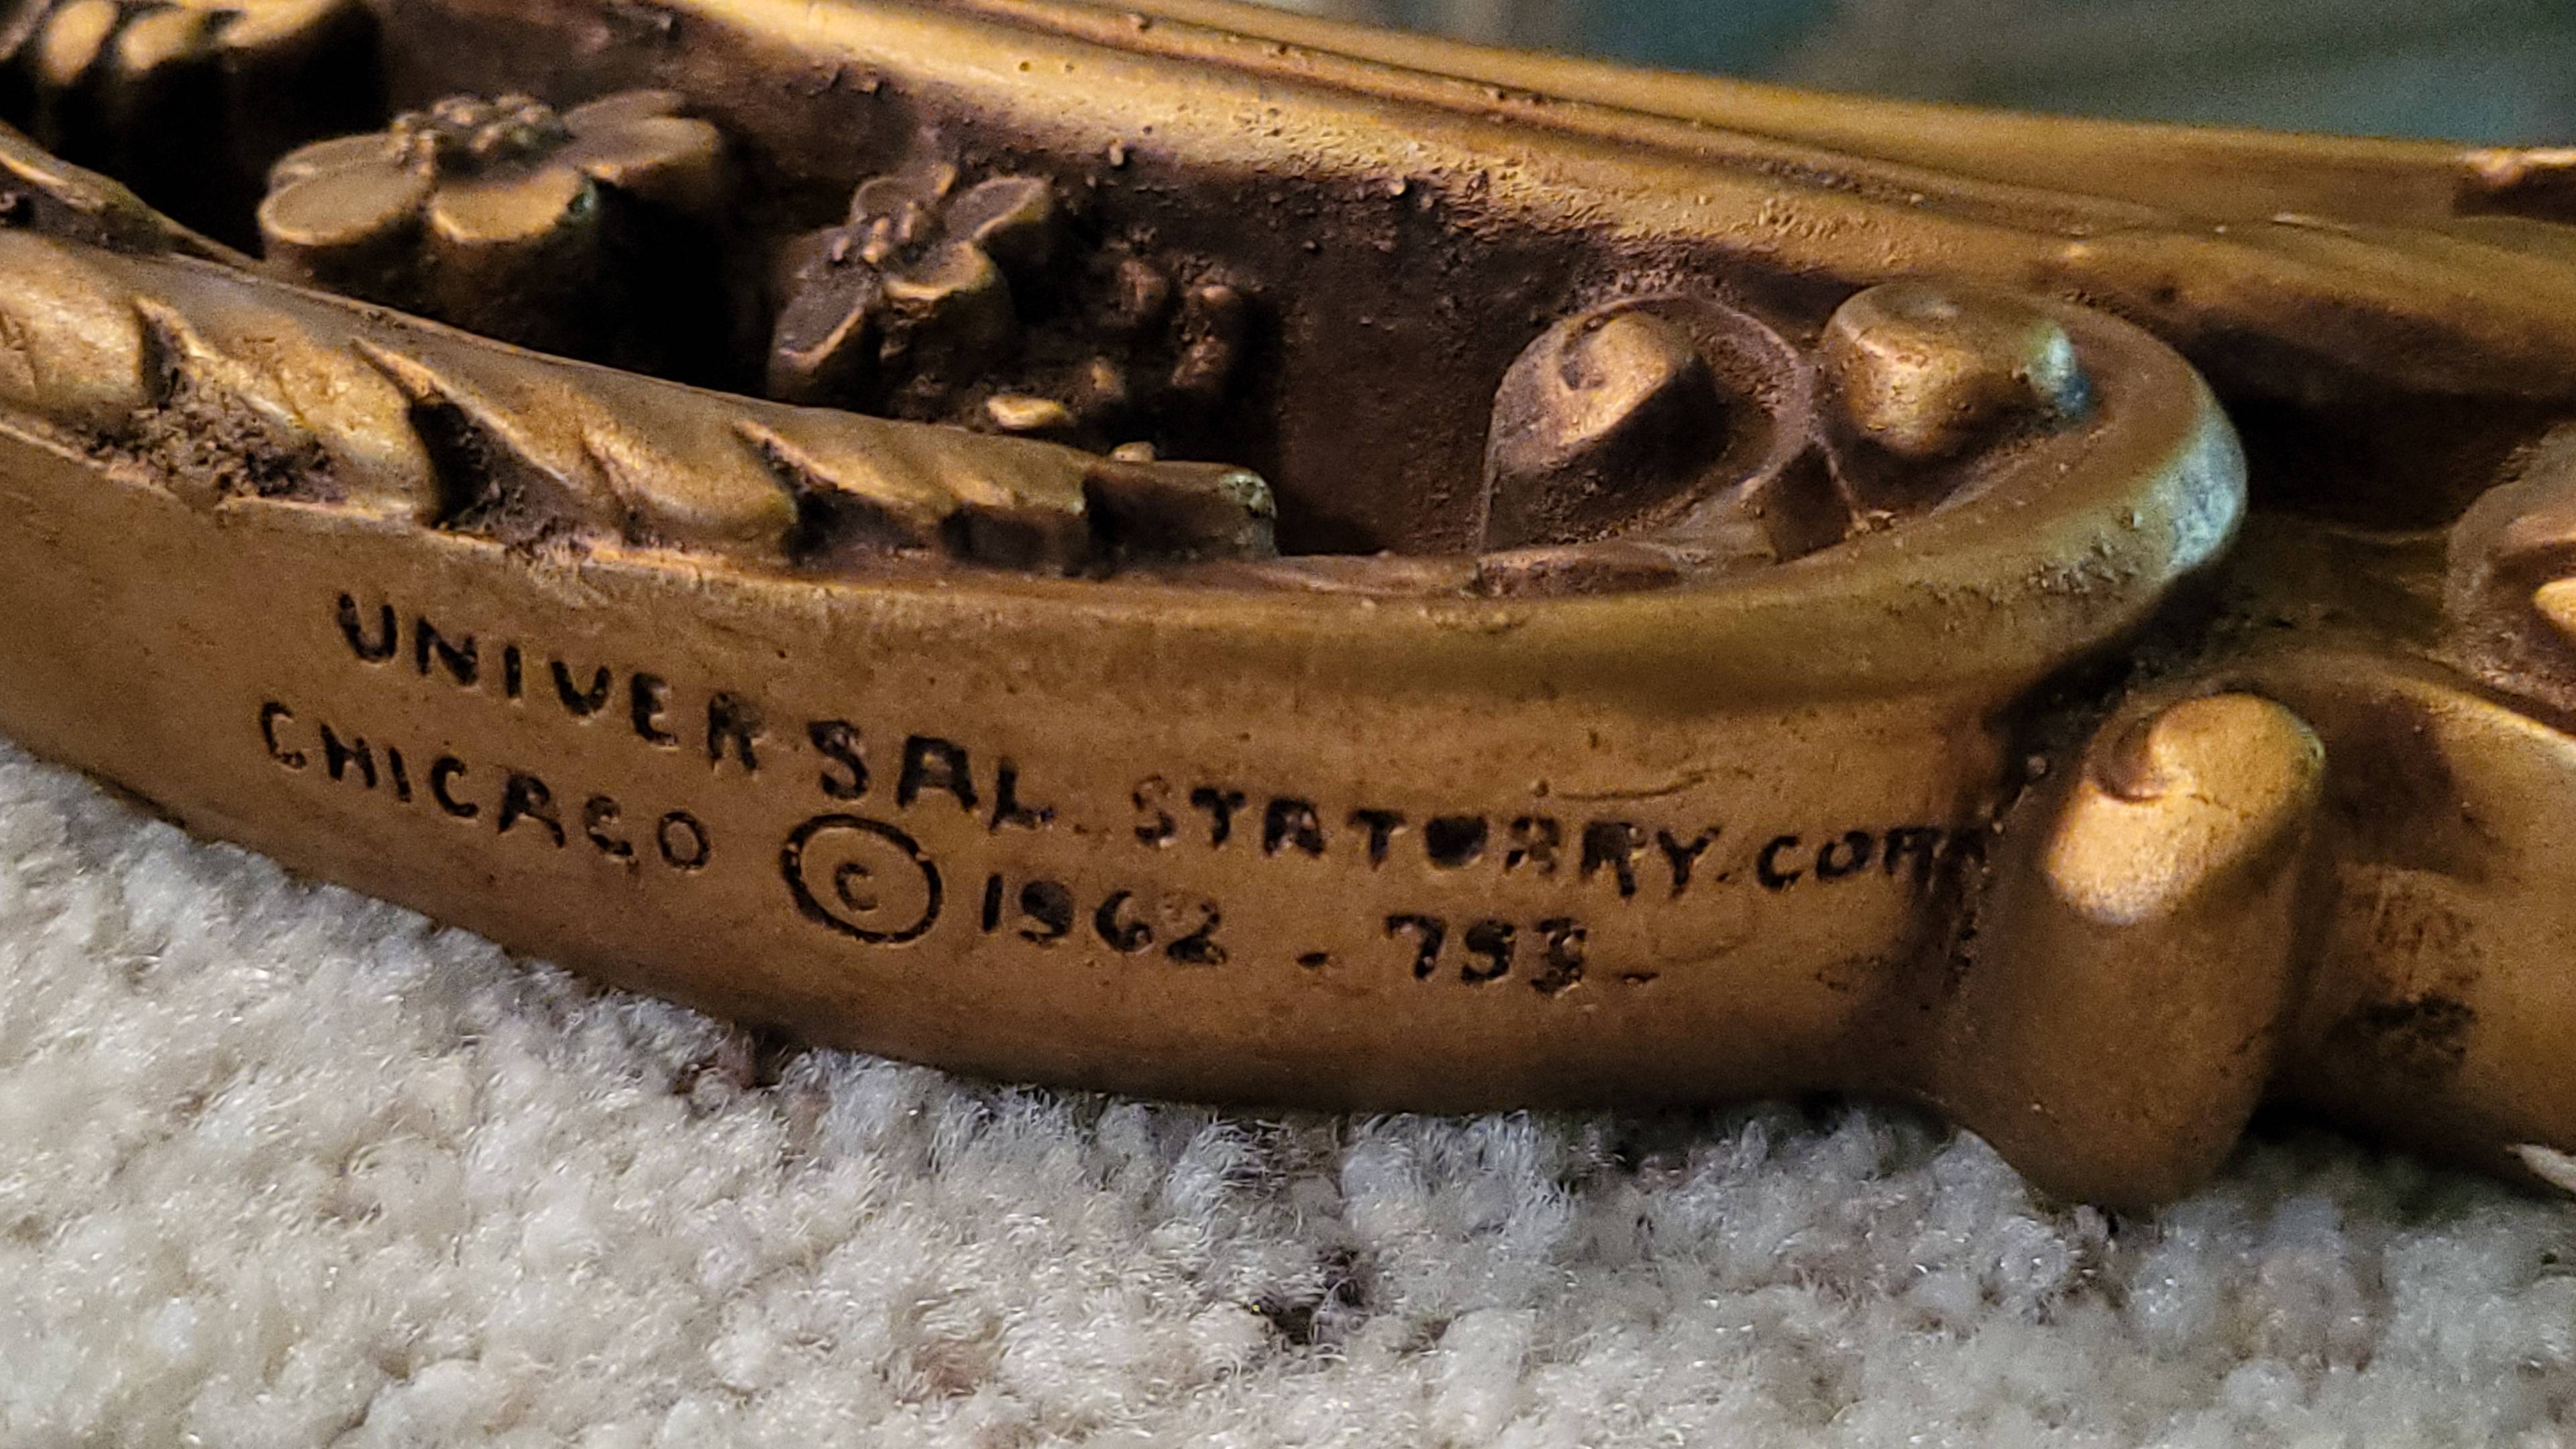 UNIVERSAL STATUARY CORP
CHICAGO © 1962 - 793 -